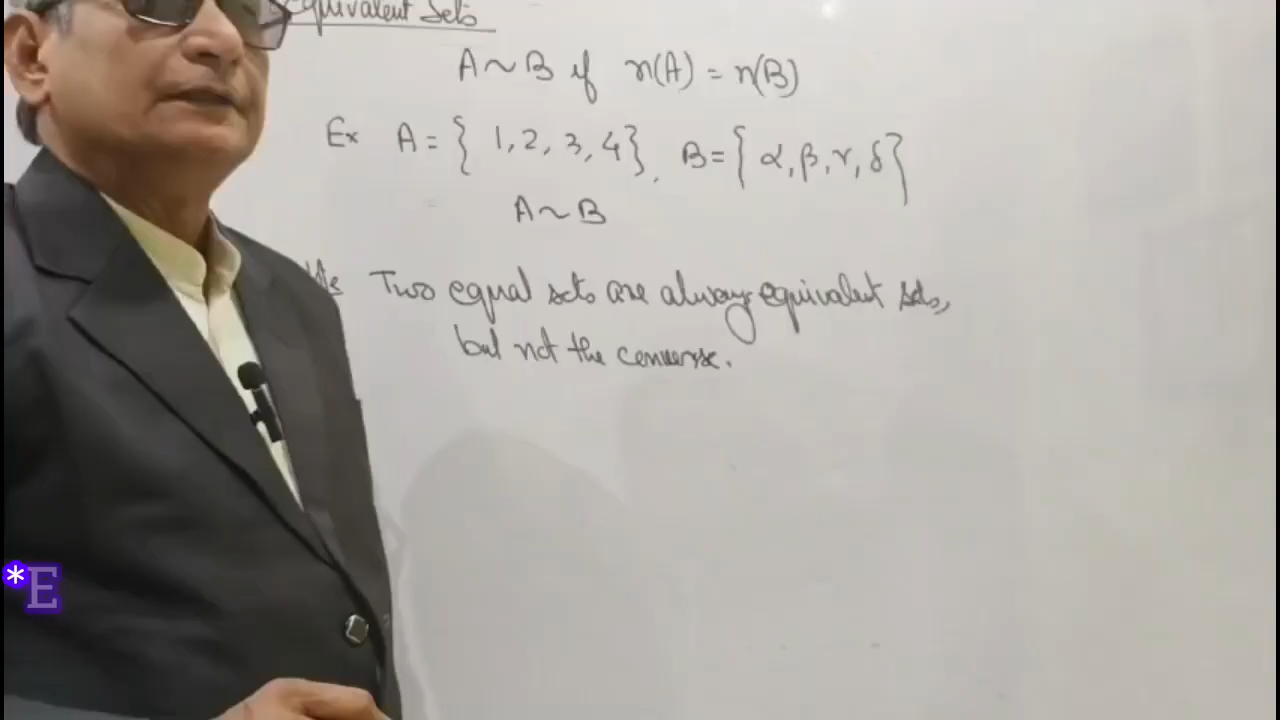 Equivalent Sets
A ~ B if n(A) = n(B)
Ex A = { 1, 2, 3, 4 }, B = { α, β, γ, δ }
A ~ B
Two equal sets are always equivalent sets,
but not the converse.
*E